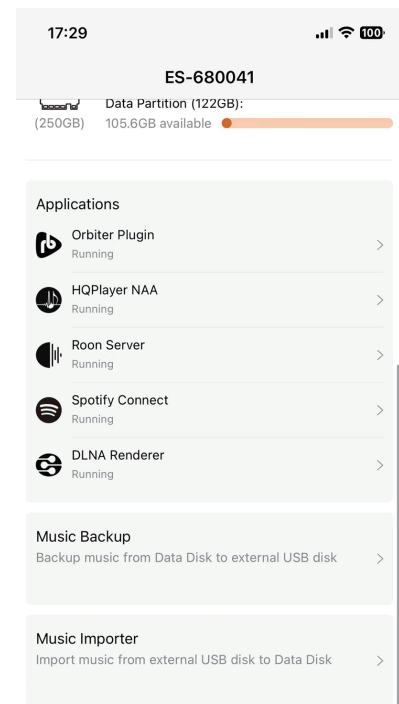 17:29
100
ES-680041
Data Partition (122GB):
(250GB)
105.6GB available
Applications
Orbiter Plugin
Running
HQPlayer NAA
Running
Roon Server
Running
Spotify Connect
Running
DLNA Renderer
Running
Music Backup
Backup music from Data Disk to external USB disk
Music Importer
Import music from external USB disk to Data Disk